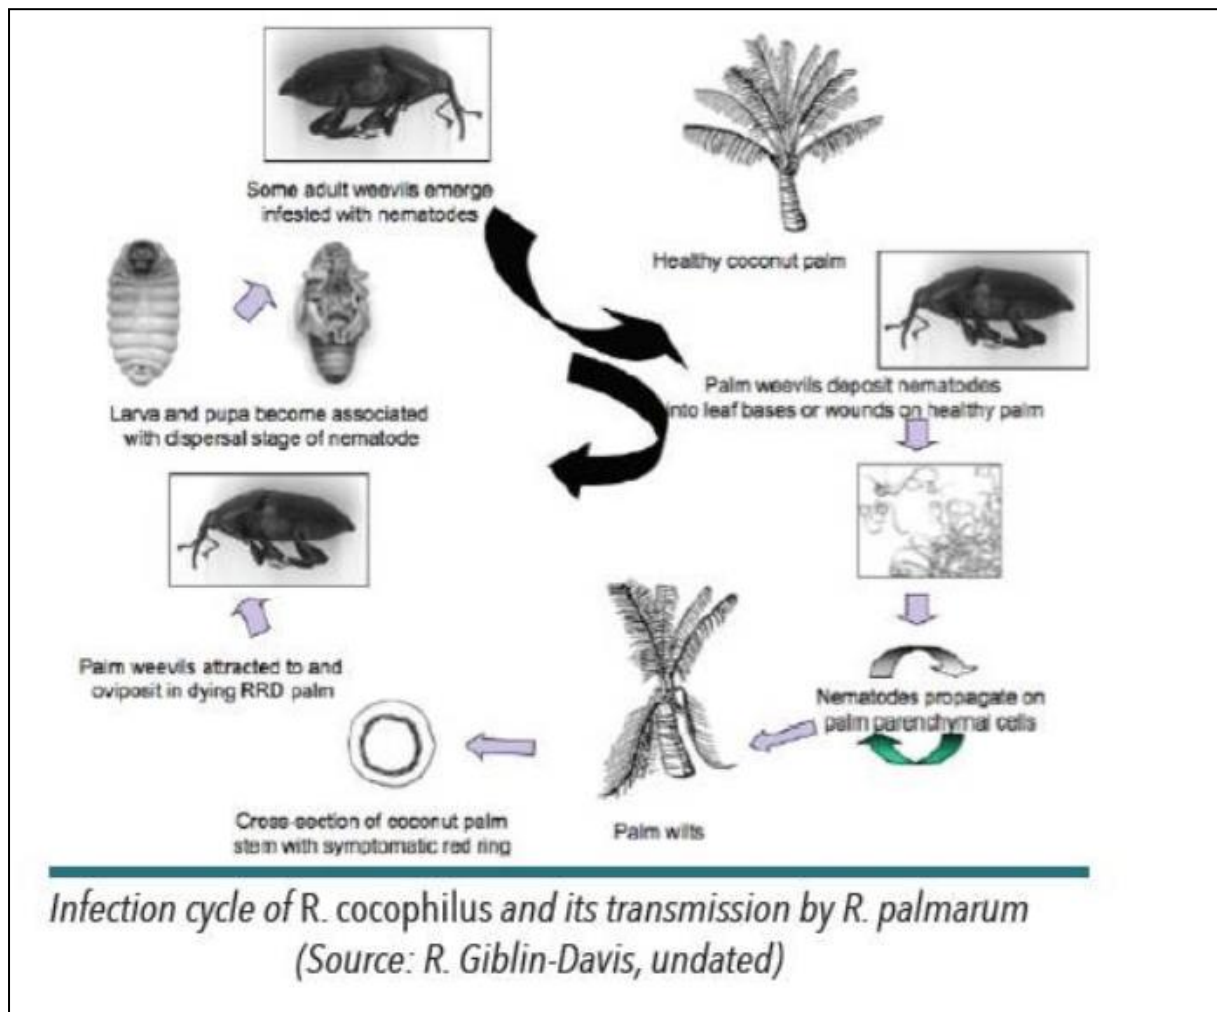 Some adult weevils emerge
infested with nematodes
Healthy coconut palm
Palm weevils deposit nematodes
into leaf bases or wounds on healthy palm
Larva and pupa become associated
with dispersal stage of nematode
Nematodes propagate on
palm parenchymal cells
Palm weevils attracted to and
oviposit in dying RRD palm
Palm wilts
Cross-section of coconut palm
stem with symptomatic red ring
Infection cycle of R. cocophilus and its transmission by R. palmarum
(Source: R. Giblin-Davis, undated)